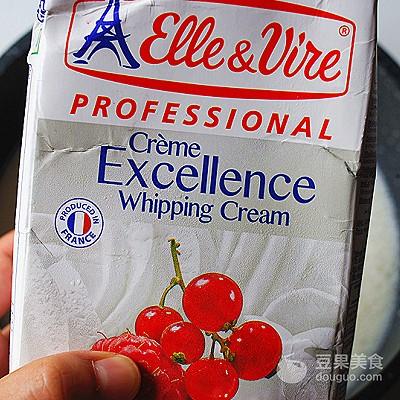 Elle&Vire®
PROFESSIONAL
Crème
Excellence
Whipping Cream
PRODUCED IN
FRANCE
豆果美食
douguo.com